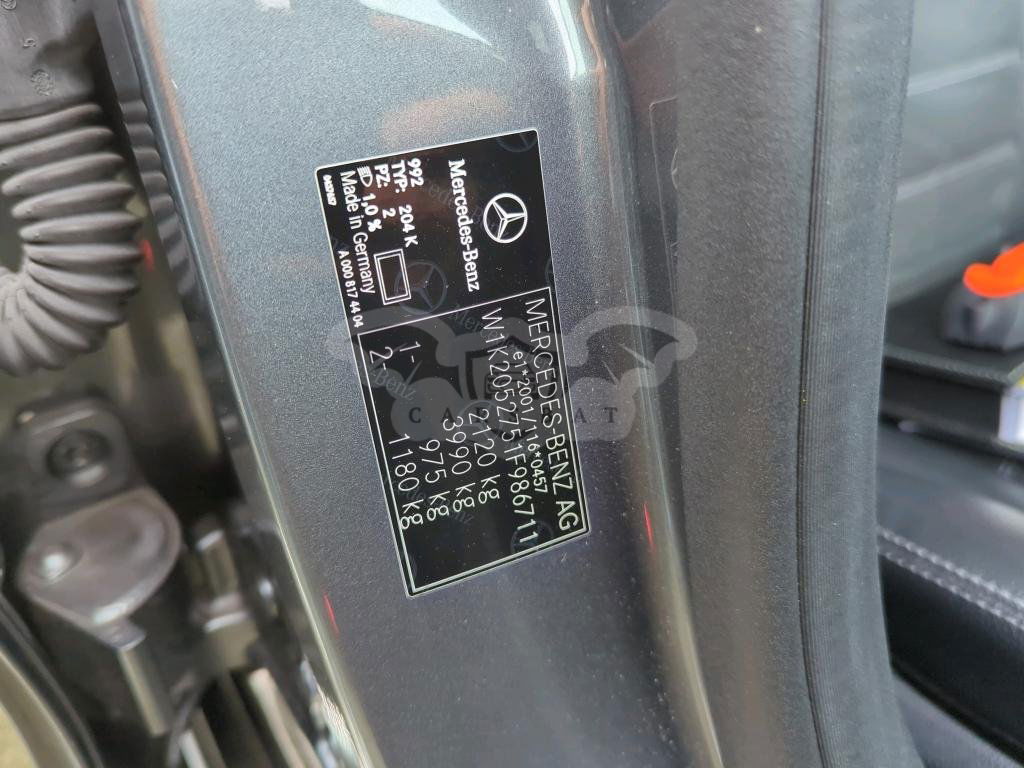 Mercedes-Benz
992
TYP: 204 K
PZ: 2
1,0 %
Made in Germany
A 000 817 44 04
MERCEDES-BENZ AG
W1K2052751F986711
e1*2001/116*0457
2220 kg
3990 kg
1- 975 kg
2- 1180 kg